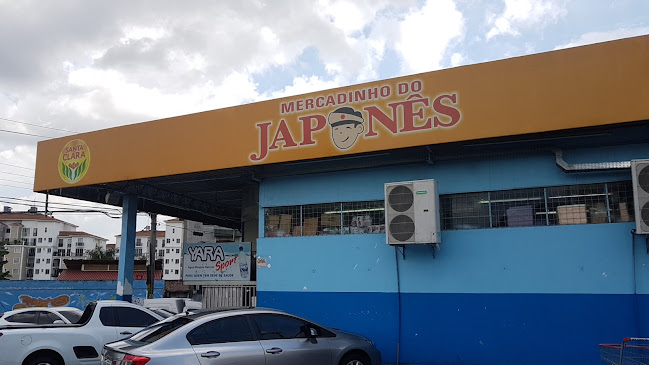 MERCADINHO DO
JAPONÊS
SANTA
CLARA
YARA
Sport